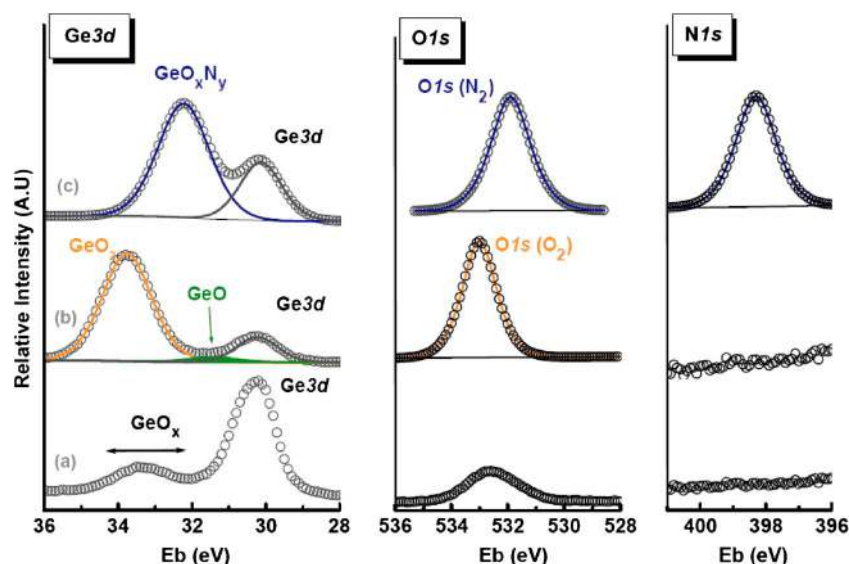 Ge3d
O1s
N1s
GeOxNy
O1s (N2)
Ge3d
(c)
GeO2
O1s (O2)
GeO
Ge3d
(b)
Ge3d
GeOx
(a)
Relative Intensity (A.U)
36 34 32 30 28
536 534 532 530 528
400 398 396
Eb (eV)
Eb (eV)
Eb (eV)